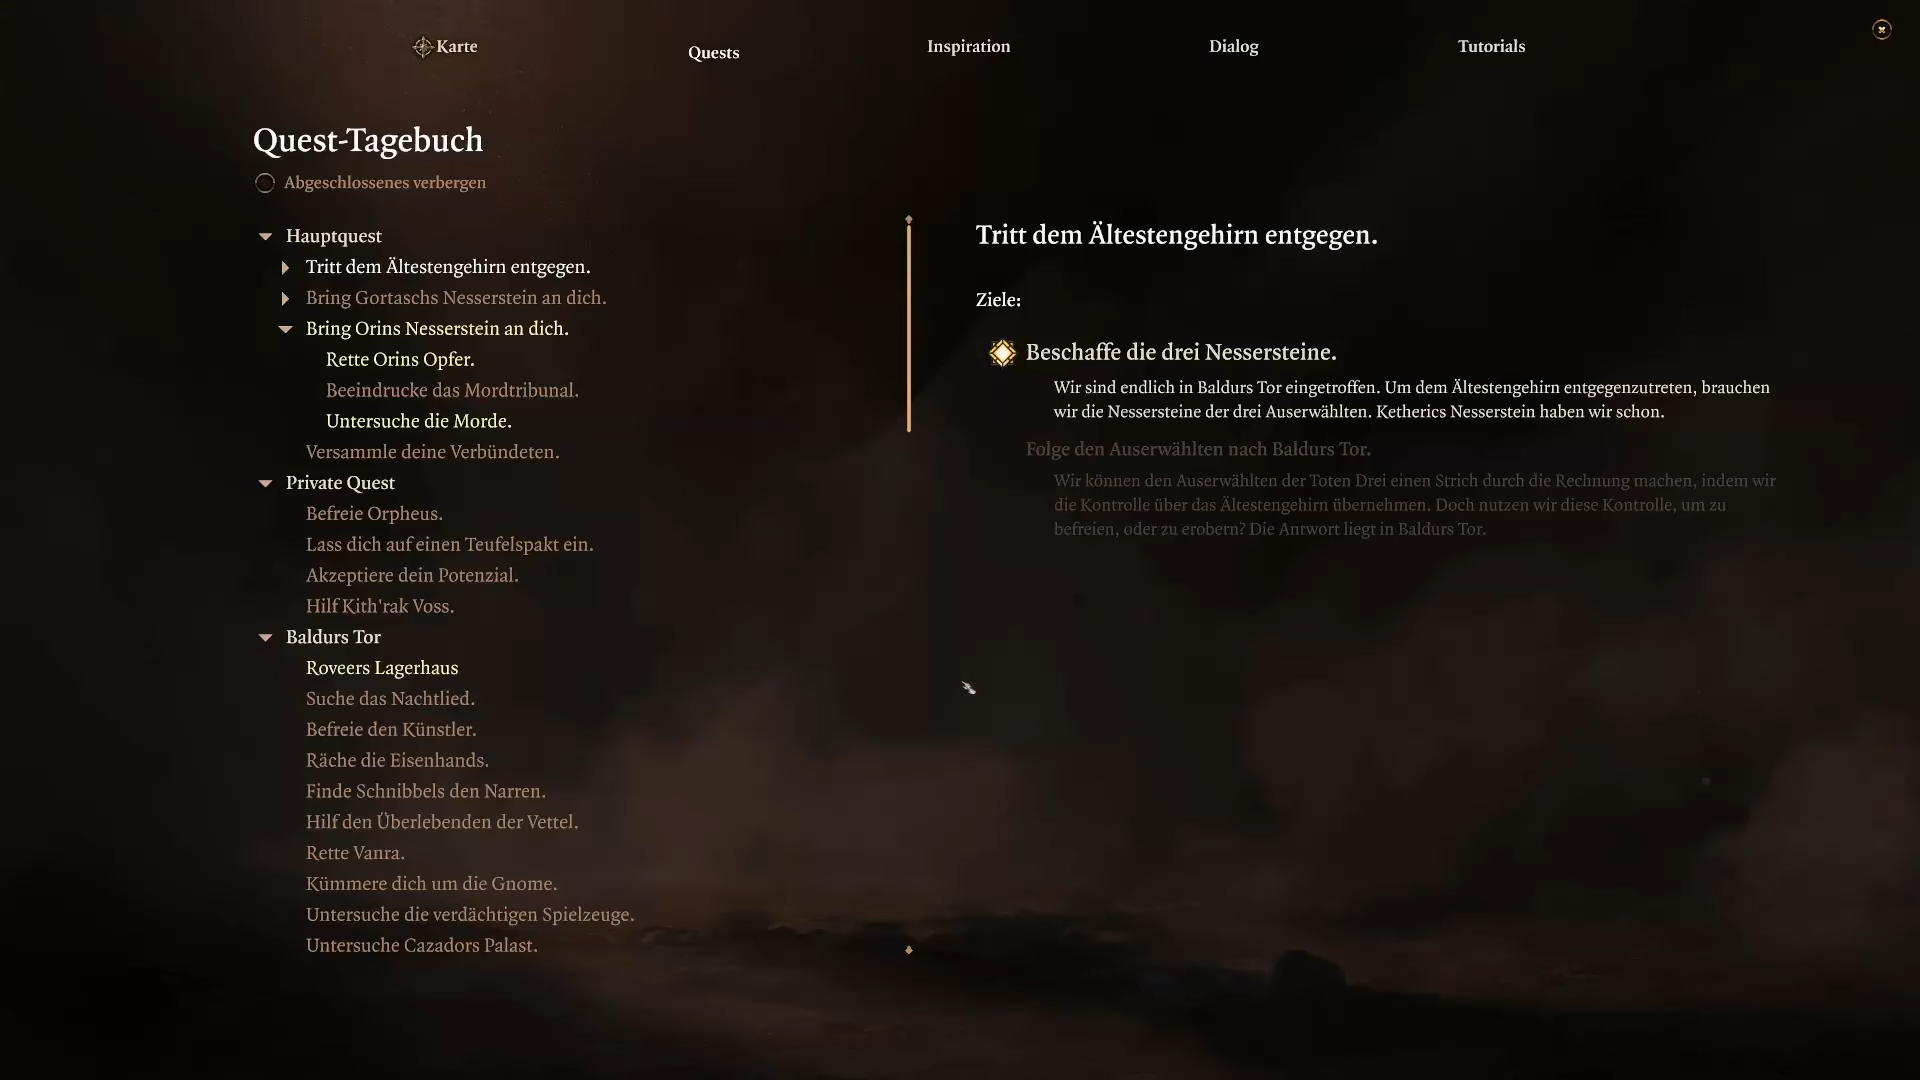 Karte
Quests
Inspiration
Dialog
Tutorials
Quest-Tagebuch
Abgeschlossenes verbergen
Hauptquest
Tritt dem Ältestengehirn entgegen.
Bring Gortaschs Nesserstein an dich.
Bring Orins Nesserstein an dich.
Rette Orins Opfer.
Beeindrucke das Mordtribunal.
Untersuche die Morde.
Versammle deine Verbündeten.
Private Quest
Befreie Orpheus.
Lass dich auf einen Teufelspakt ein.
Akzeptiere dein Potenzial.
Hilf Kith'rak Voss.
Baldurs Tor
Roveers Lagerhaus
Suche das Nachtlied.
Befreie den Künstler.
Räche die Eisenhands.
Finde Schnibbels den Narren.
Hilf den Überlebenden der Vettel.
Rette Vanra.
Kümmere dich um die Gnome.
Untersuche die verdächtigen Spielzeuge.
Untersuche Cazadors Palast.
Tritt dem Ältestengehirn entgegen.
Ziele:
Beschaffe die drei Nessersteine.
Wir sind endlich in Baldurs Tor eingetroffen. Um dem Ältestengehirn entgegenzutreten, brauchen
wir die Nessersteine der drei Auserwählten. Ketherics Nesserstein haben wir schon.
Folge den Auserwählten nach Baldurs Tor.
Wir können den Auserwählten der Toten Drei einen Strich durch die Rechnung machen, indem wir
die Kontrolle über das Ältestengehirn übernehmen. Doch nutzen wir diese Kontrolle, um zu
befreien, oder zu erobern? Die Antwort liegt in Baldurs Tor.